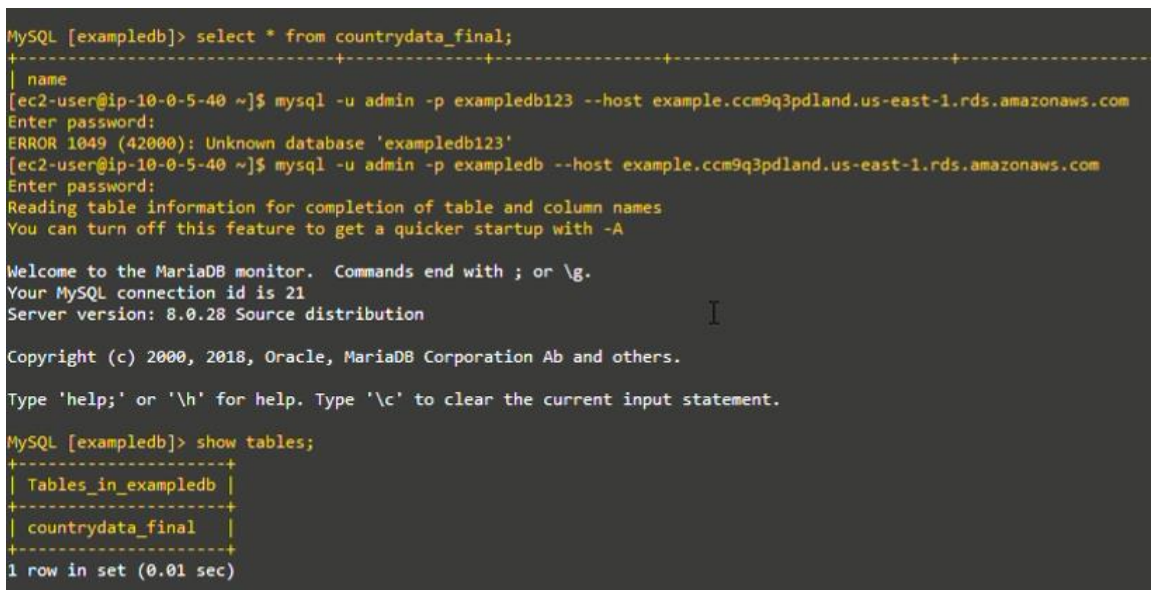 MySQL [exampledb]> select * from countrydata_final;
+--------------------------------+--------------+-----------------+----------------------------+-------------------
| name
[ec2-user@ip-10-0-5-40 ~]$ mysql -u admin -p exampledb123 --host example.ccm9q3pdland.us-east-1.rds.amazonaws.com
Enter password:
ERROR 1049 (42000): Unknown database 'exampledb123'
[ec2-user@ip-10-0-5-40 ~]$ mysql -u admin -p exampledb --host example.ccm9q3pdland.us-east-1.rds.amazonaws.com
Enter password:
Reading table information for completion of table and column names
You can turn off this feature to get a quicker startup with -A
Welcome to the MariaDB monitor.  Commands end with ; or \g.
Your MySQL connection id is 21
Server version: 8.0.28 Source distribution
Copyright (c) 2000, 2018, Oracle, MariaDB Corporation Ab and others.
Type 'help;' or '\h' for help. Type '\c' to clear the current input statement.
MySQL [exampledb]> show tables;
+---------------------+
| Tables_in_exampledb |
+---------------------+
| countrydata_final   |
+---------------------+
1 row in set (0.01 sec)